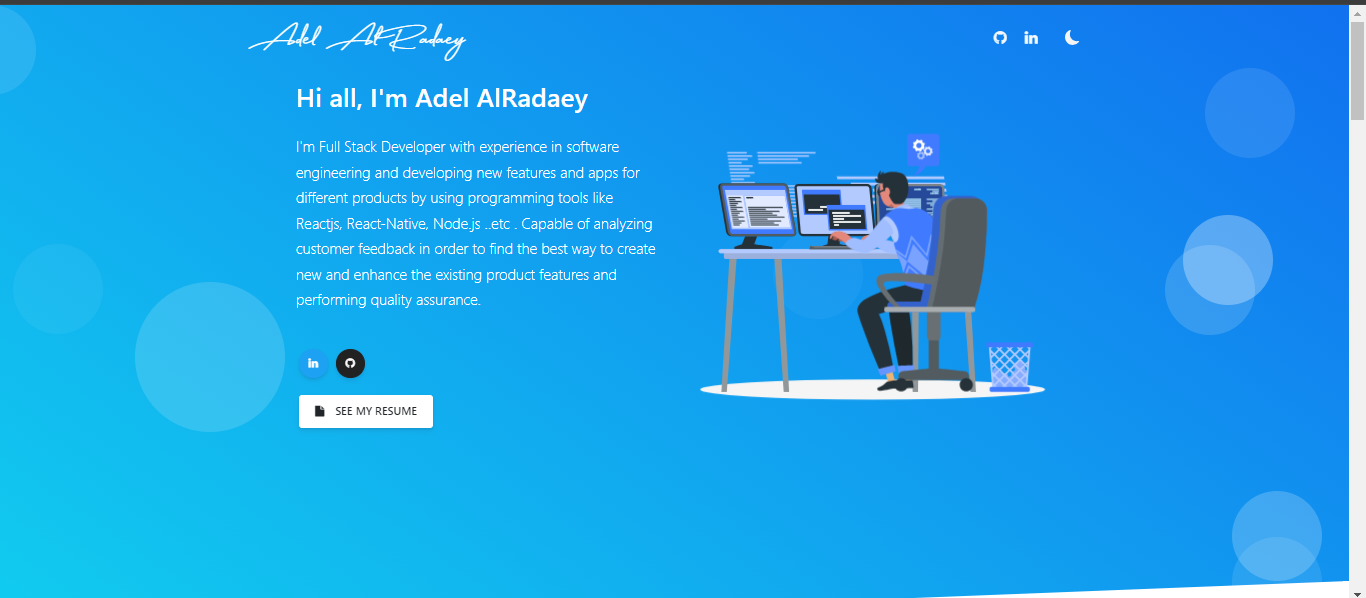 Adel AlRadaey
Hi all, I'm Adel AlRadaey
I'm Full Stack Developer with experience in software
engineering and developing new features and apps for
different products by using programming tools like
Reactjs, React-Native, Node.js ..etc . Capable of analyzing
customer feedback in order to find the best way to create
new and enhance the existing product features and
performing quality assurance.
in
in
SEE MY RESUME